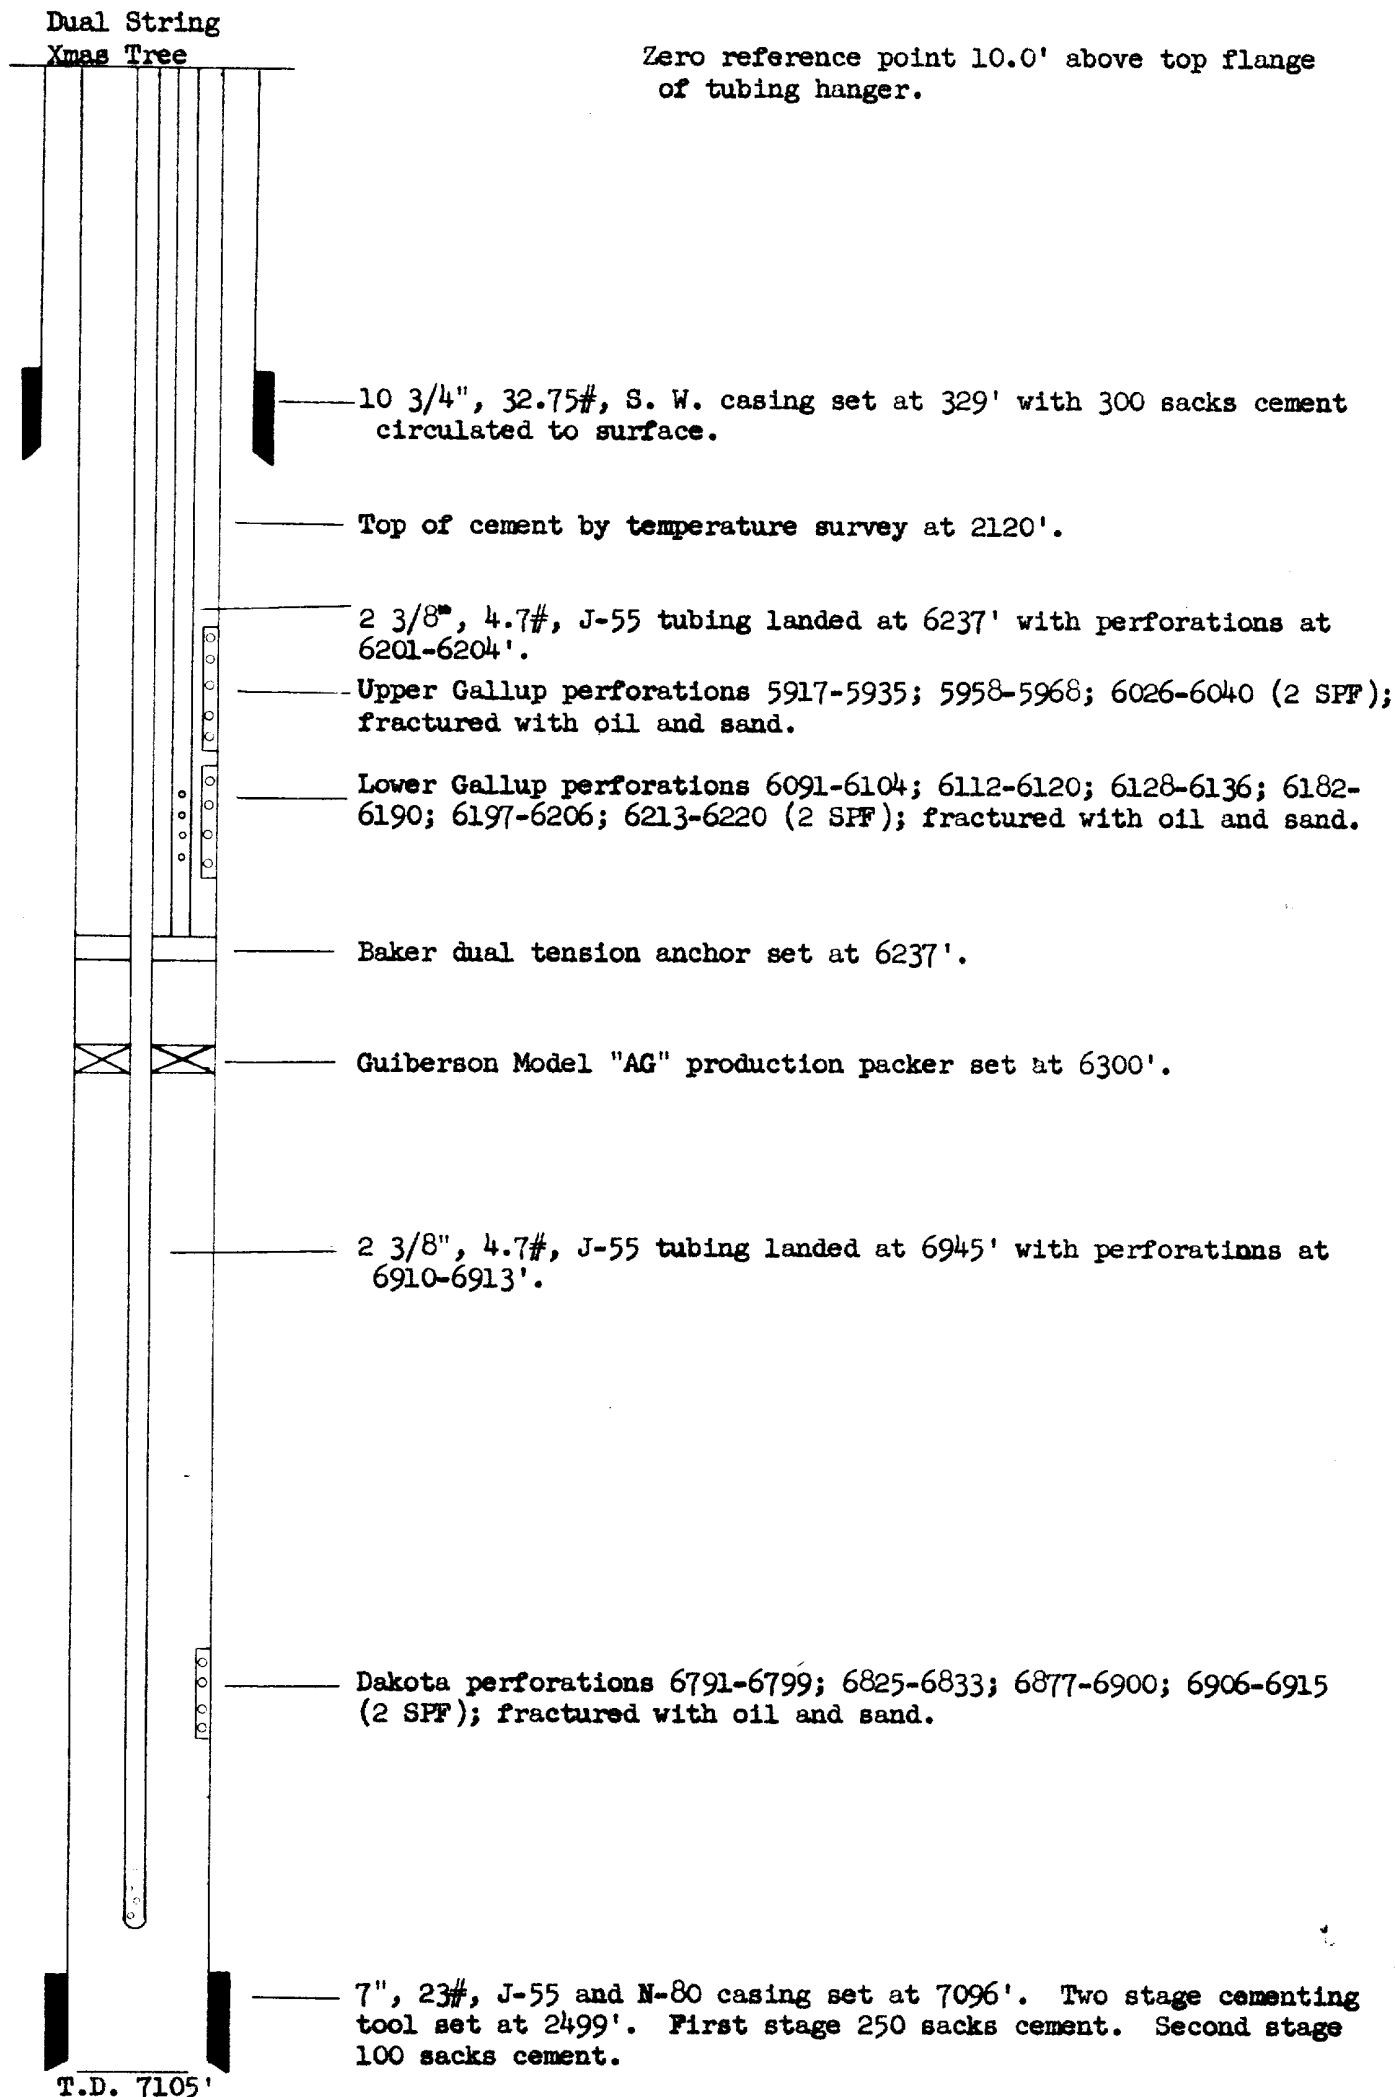 Dual String
Xmas Tree
Zero reference point 10.0' above top flange
of tubing hanger.
10 3/4", 32.75#, S. W. casing set at 329' with 300 sacks cement
circulated to surface.
Top of cement by temperature survey at 2120'.
2 3/8", 4.7#, J-55 tubing landed at 6237' with perforations at
6201-6204'.
Upper Gallup perforations 5917-5935; 5958-5968; 6026-6040 (2 SPF);
fractured with oil and sand.
Lower Gallup perforations 6091-6104; 6112-6120; 6128-6136; 6182-
6190; 6197-6206; 6213-6220 (2 SPF); fractured with oil and sand.
Baker dual tension anchor set at 6237'.
Guiberson Model "AG" production packer set at 6300'.
2 3/8", 4.7#, J-55 tubing landed at 6945' with perforations at
6910-6913'.
Dakota perforations 6791-6799; 6825-6833; 6877-6900; 6906-6915
(2 SPF); fractured with oil and sand.
7", 23#, J-55 and N-80 casing set at 7096'. Two stage cementing
tool set at 2499'. First stage 250 sacks cement. Second stage
100 sacks cement.
T.D. 7105'